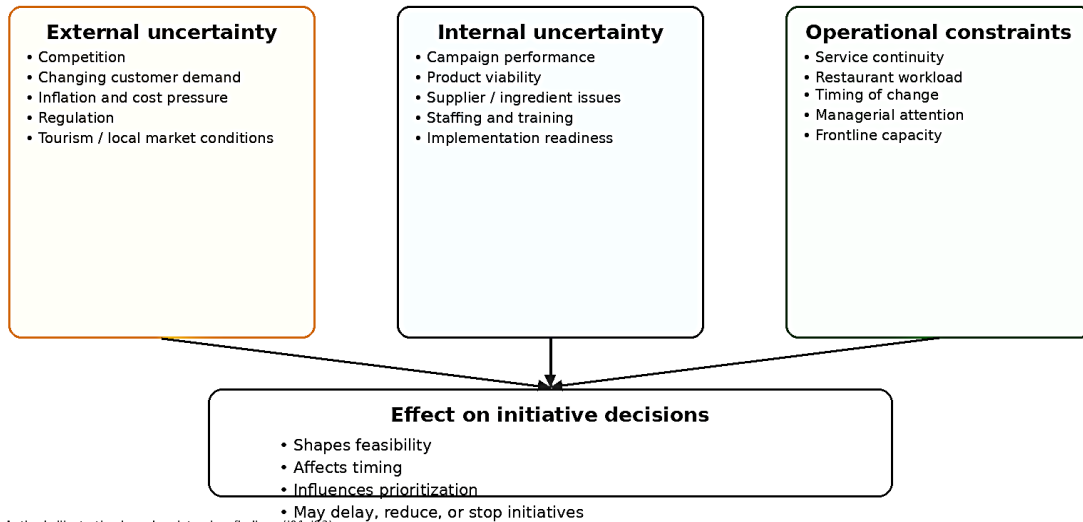 External uncertainty
• Competition
• Changing customer demand
• Inflation and cost pressure
• Regulation
• Tourism / local market conditions
Internal uncertainty
• Campaign performance
• Product viability
• Supplier / ingredient issues
• Staffing and training
• Implementation readiness
Operational constraints
• Service continuity
• Restaurant workload
• Timing of change
• Managerial attention
• Frontline capacity
Effect on initiative decisions
• Shapes feasibility
• Affects timing
• Influences prioritization
• May delay, reduce, or stop initiatives